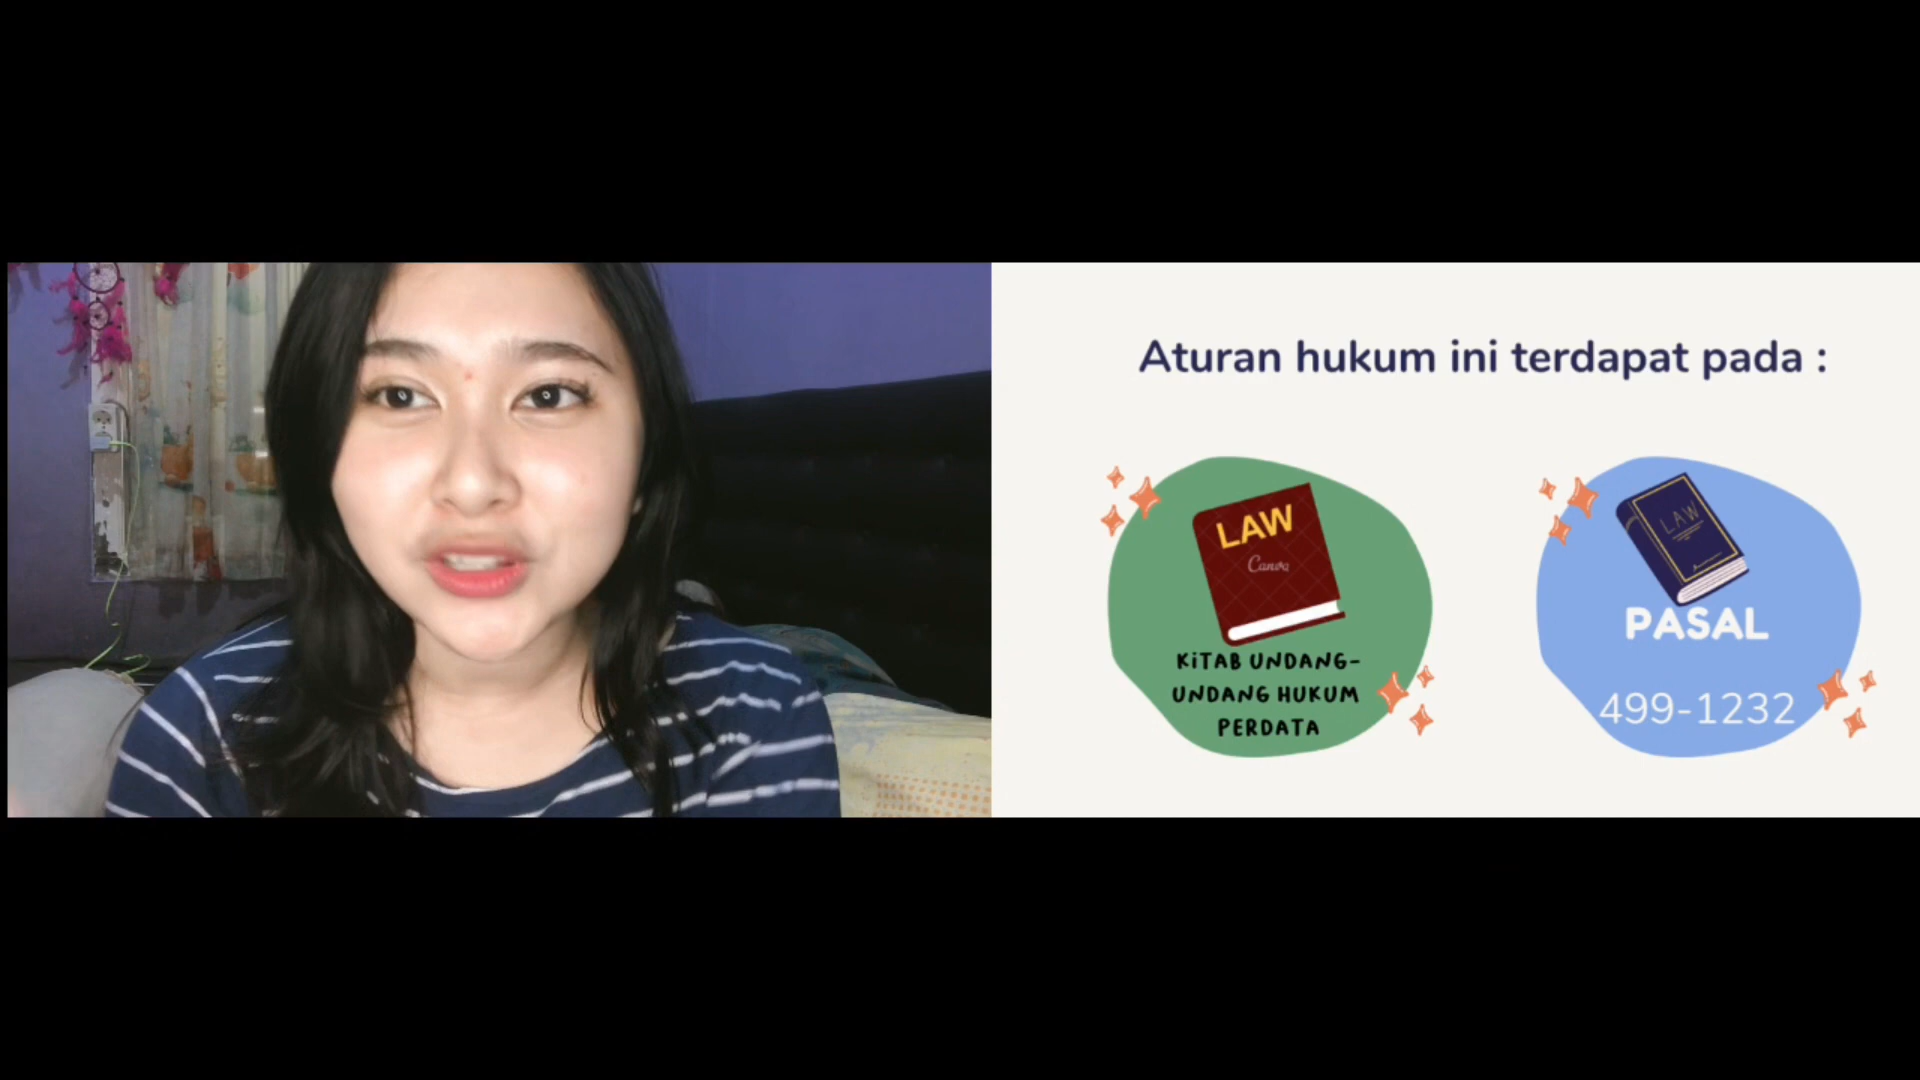 Aturan hukum ini terdapat pada :
LAW
Canva
KiTAB UNDANG-
UNDANG HUKUM
PERDATA
LAW
PASAL
499-1232